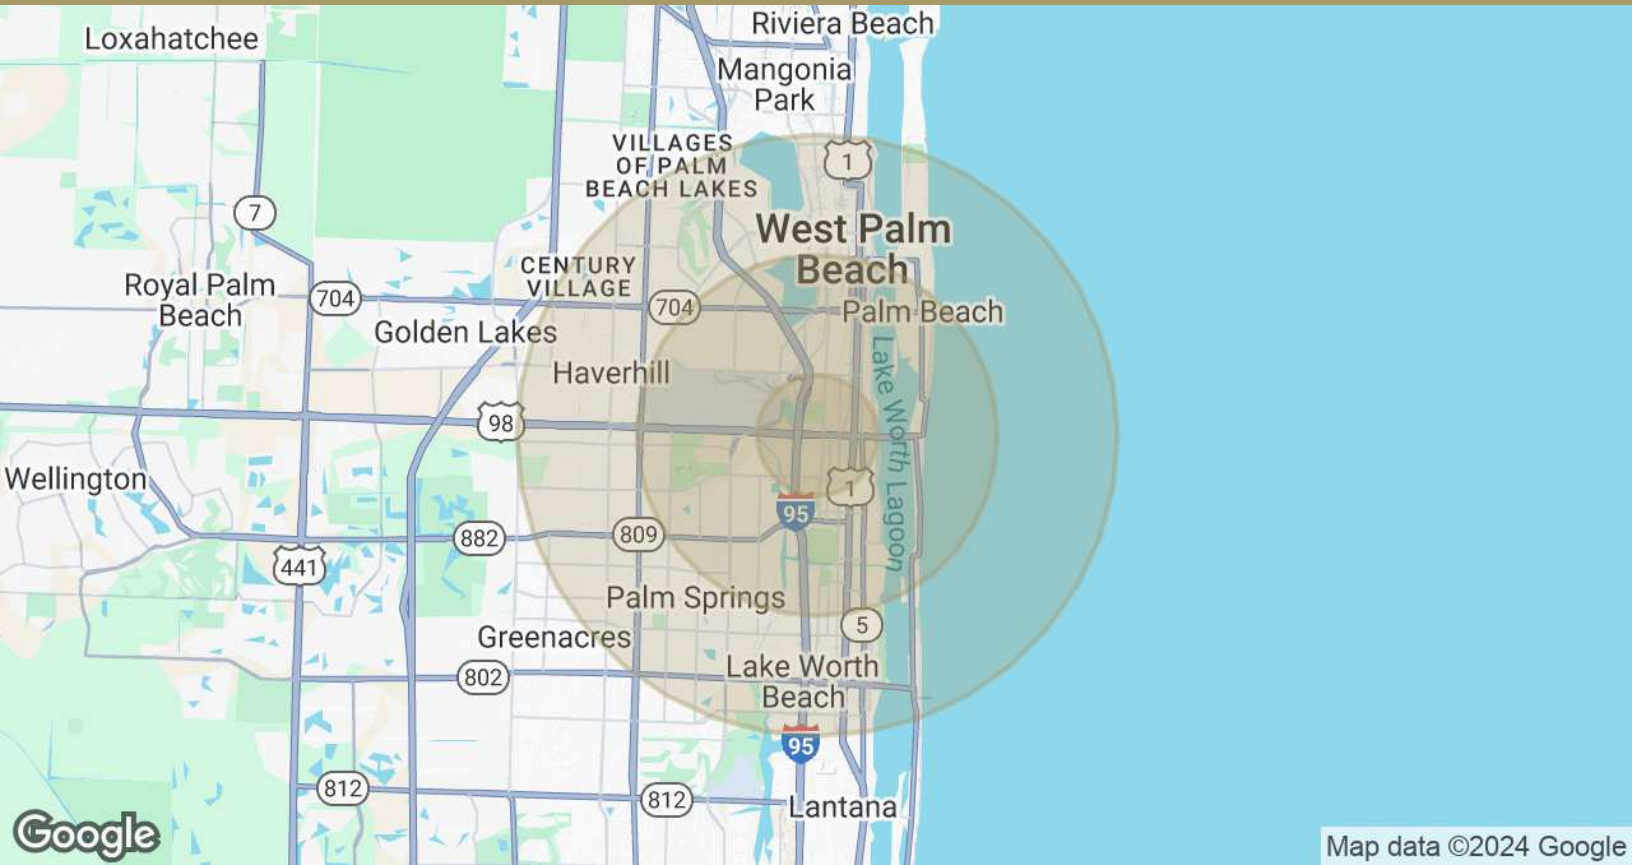 Riviera Beach
Loxahatchee
Mangonia
Park
VILLAGES
OF PALM
BEACH LAKES
1
7
West Palm
Beach
CENTURY
VILLAGE
Royal Palm
Beach
704
704
Palm Beach
Golden Lakes
Haverhill
Lake Worth Lagoon
98
Wellington
1
95
882
809
441
Palm Springs
5
Greenacres
802
Lake Worth
Beach
95
812
812
Lantana
Google
Map data ©2024 Google